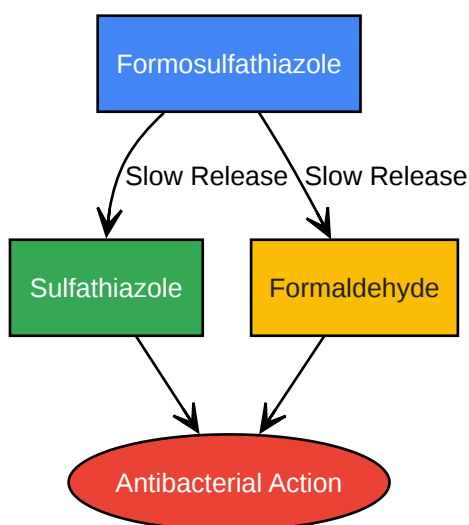 Formosulfathiazole
Slow Release
Slow Release
Sulfathiazole
Formaldehyde
Antibacterial Action